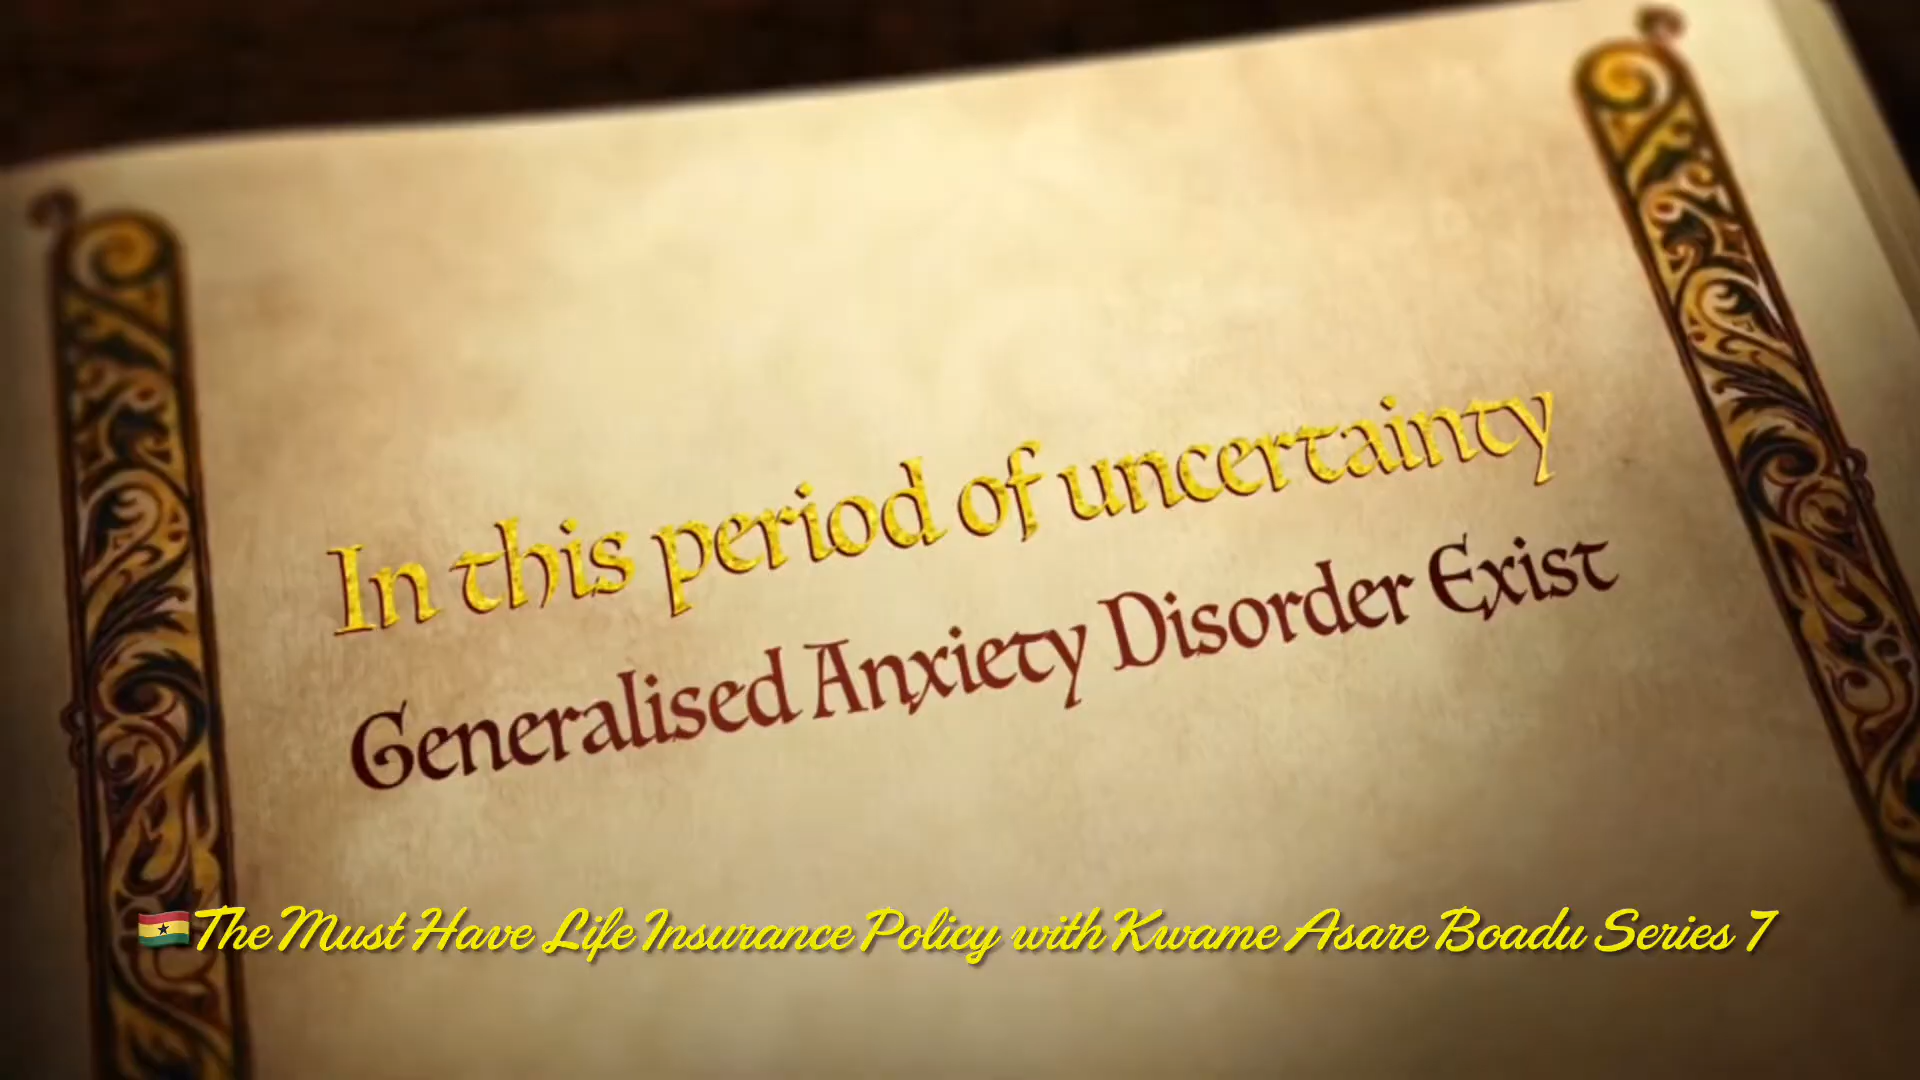 In this period of uncertainty
Generalised Anxiety Disorder Exist
🇬🇭The Must Have Life Insurance Policy with Kwame Asare Boadu Series 7